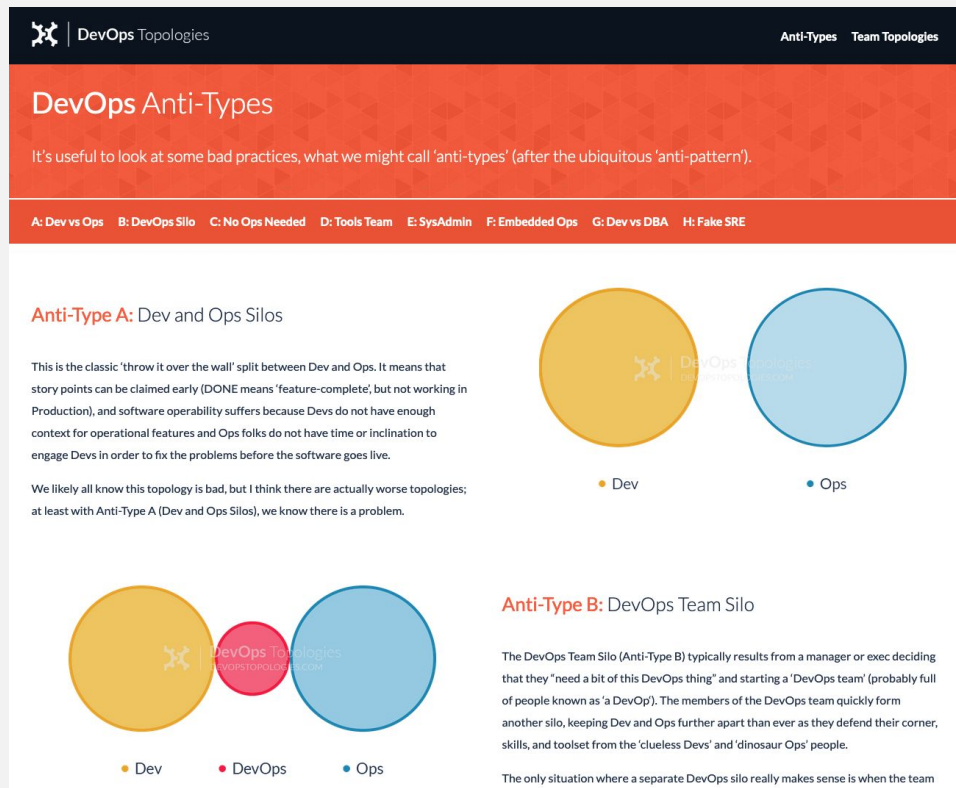 DevOps Topologies
Anti-Types Team Topologies
DevOps Anti-Types
It's useful to look at some bad practices, what we might call 'anti-types' (after the ubiquitous 'anti-pattern').
A: Dev vs Ops B: DevOps Silo C: No Ops Needed D: Tools Team E: SysAdmin F: Embedded Ops G: Dev vs DBA H: Fake SRE
Anti-Type A: Dev and Ops Silos
This is the classic 'throw it over the wall' split between Dev and Ops. It means that
story points can be claimed early (DONE means 'feature-complete', but not working in
Production), and software operability suffers because Devs do not have enough
context for operational features and Ops folks do not have time or inclination to
engage Devs in order to fix the problems before the software goes live.
We likely all know this topology is bad, but I think there are actually worse topologies;
at least with Anti-Type A (Dev and Ops Silos), we know there is a problem.
DevOps Topologies
DEVOPSTOPOLOGIES.COM
Dev
Ops
DevOps Topologies
DEVOPSTOPOLOGIES.COM
Dev
DevOps
Ops
Anti-Type B: DevOps Team Silo
The DevOps Team Silo (Anti-Type B) typically results from a manager or exec deciding
that they "need a bit of this DevOps thing" and starting a 'DevOps team' (probably full
of people known as 'a DevOp'). The members of the DevOps team quickly form
another silo, keeping Dev and Ops further apart than ever as they defend their corner,
skills, and toolset from the 'clueless Devs' and 'dinosaur Ops' people.
The only situation where a separate DevOps silo really makes sense is when the team